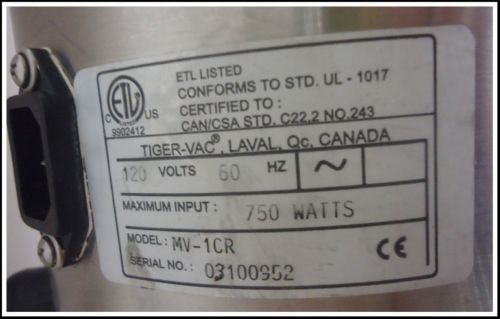 ETL LISTED
CONFORMS TO STD. UL - 1017
CERTIFIED TO :
CAN/CSA STD. C22.2 NO.243
C ETL US
LISTED
9902412
TIGER-VAC®, LAVAL, Qc, CANADA
120 VOLTS 60 HZ ~
MAXIMUM INPUT : 750 WATTS
MODEL: MV-1CR
SERIAL NO. : 03100952
CE